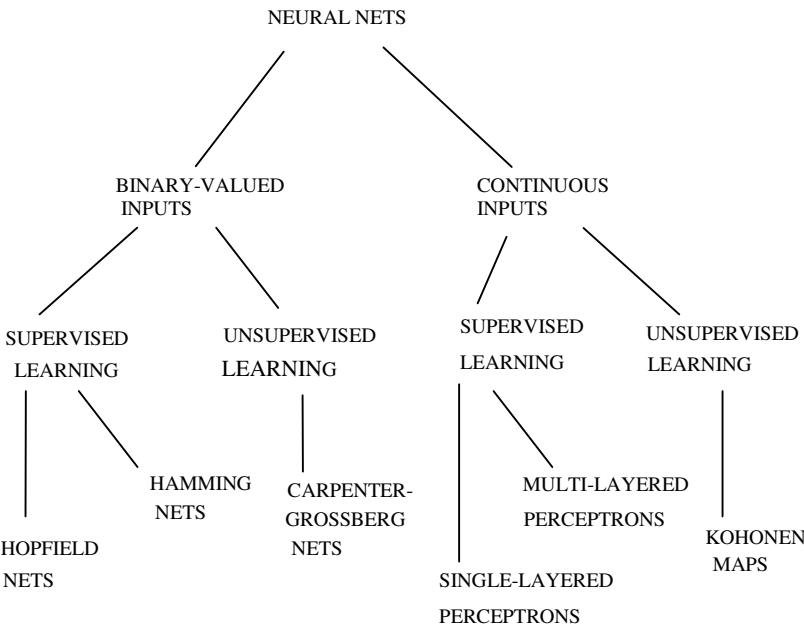 NEURAL NETS
BINARY-VALUED
INPUTS
CONTINUOUS
INPUTS
SUPERVISED
LEARNING
UNSUPERVISED
LEARNING
SUPERVISED
LEARNING
UNSUPERVISED
LEARNING
HOPFIELD
NETS
HAMMING
NETS
CARPENTER-
GROSSBERG
NETS
SINGLE-LAYERED
PERCEPTRONS
MULTI-LAYERED
PERCEPTRONS
KOHONEN
MAPS